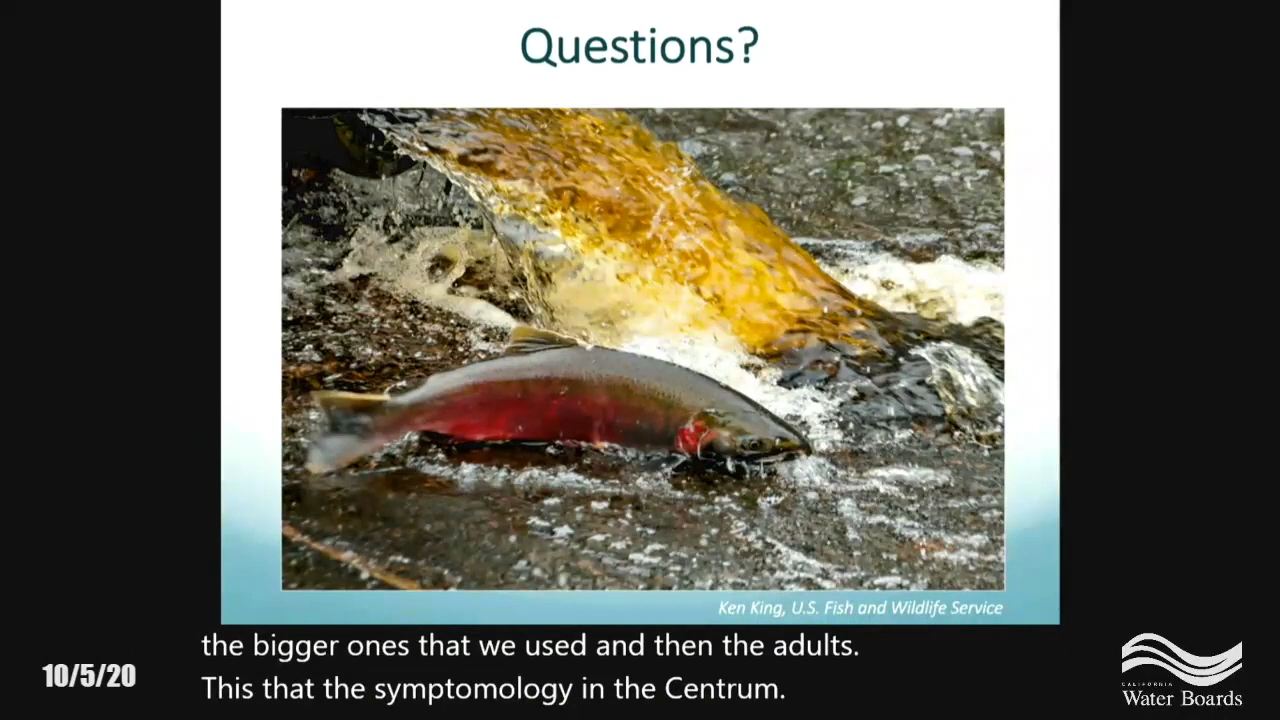 Questions?
Ken King, U.S. Fish and Wildlife Service
the bigger ones that we used and then the adults.
This that the symptomology in the Centrum.
10/5/20
CALIFORNIA
Water Boards